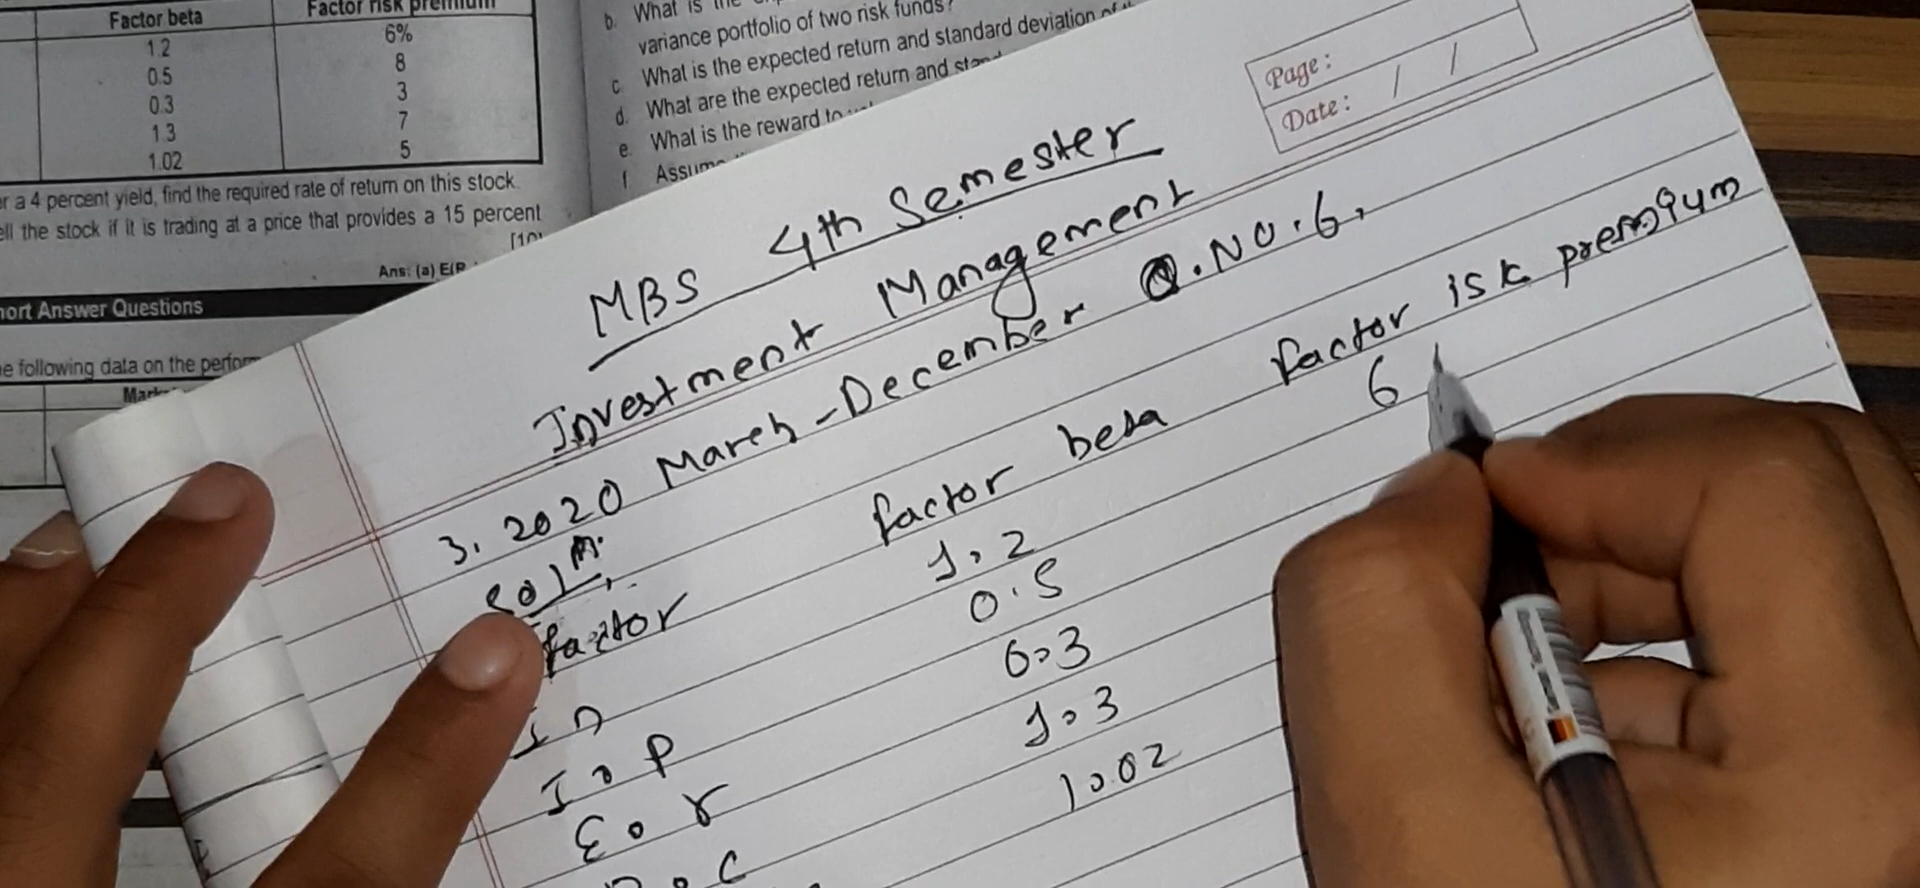 Factor beta Factor risk premium
1.2 6%
0.5 8
0.3 3
1.3 7
1.02 5
a 4 percent yield, find the required rate of return on this stock.
the stock if it is trading at a price that provides a 15 percent
Ans: (a)
Answer Questions
following data on the
b. What is the
variance portfolio of two risk funds?
c. What is the expected return and standard deviation
d. What are the expected return and
e. What is the reward to
f.
Page:
Date: / /
MBS 4th Semester
Investment Management
3. 2020 March-December Q.NO.6.
Soln.
factor factor beta factor isk premium
I n 1.2 6
I o P 0.5
E o r 0.3
o C 1.3
1.02